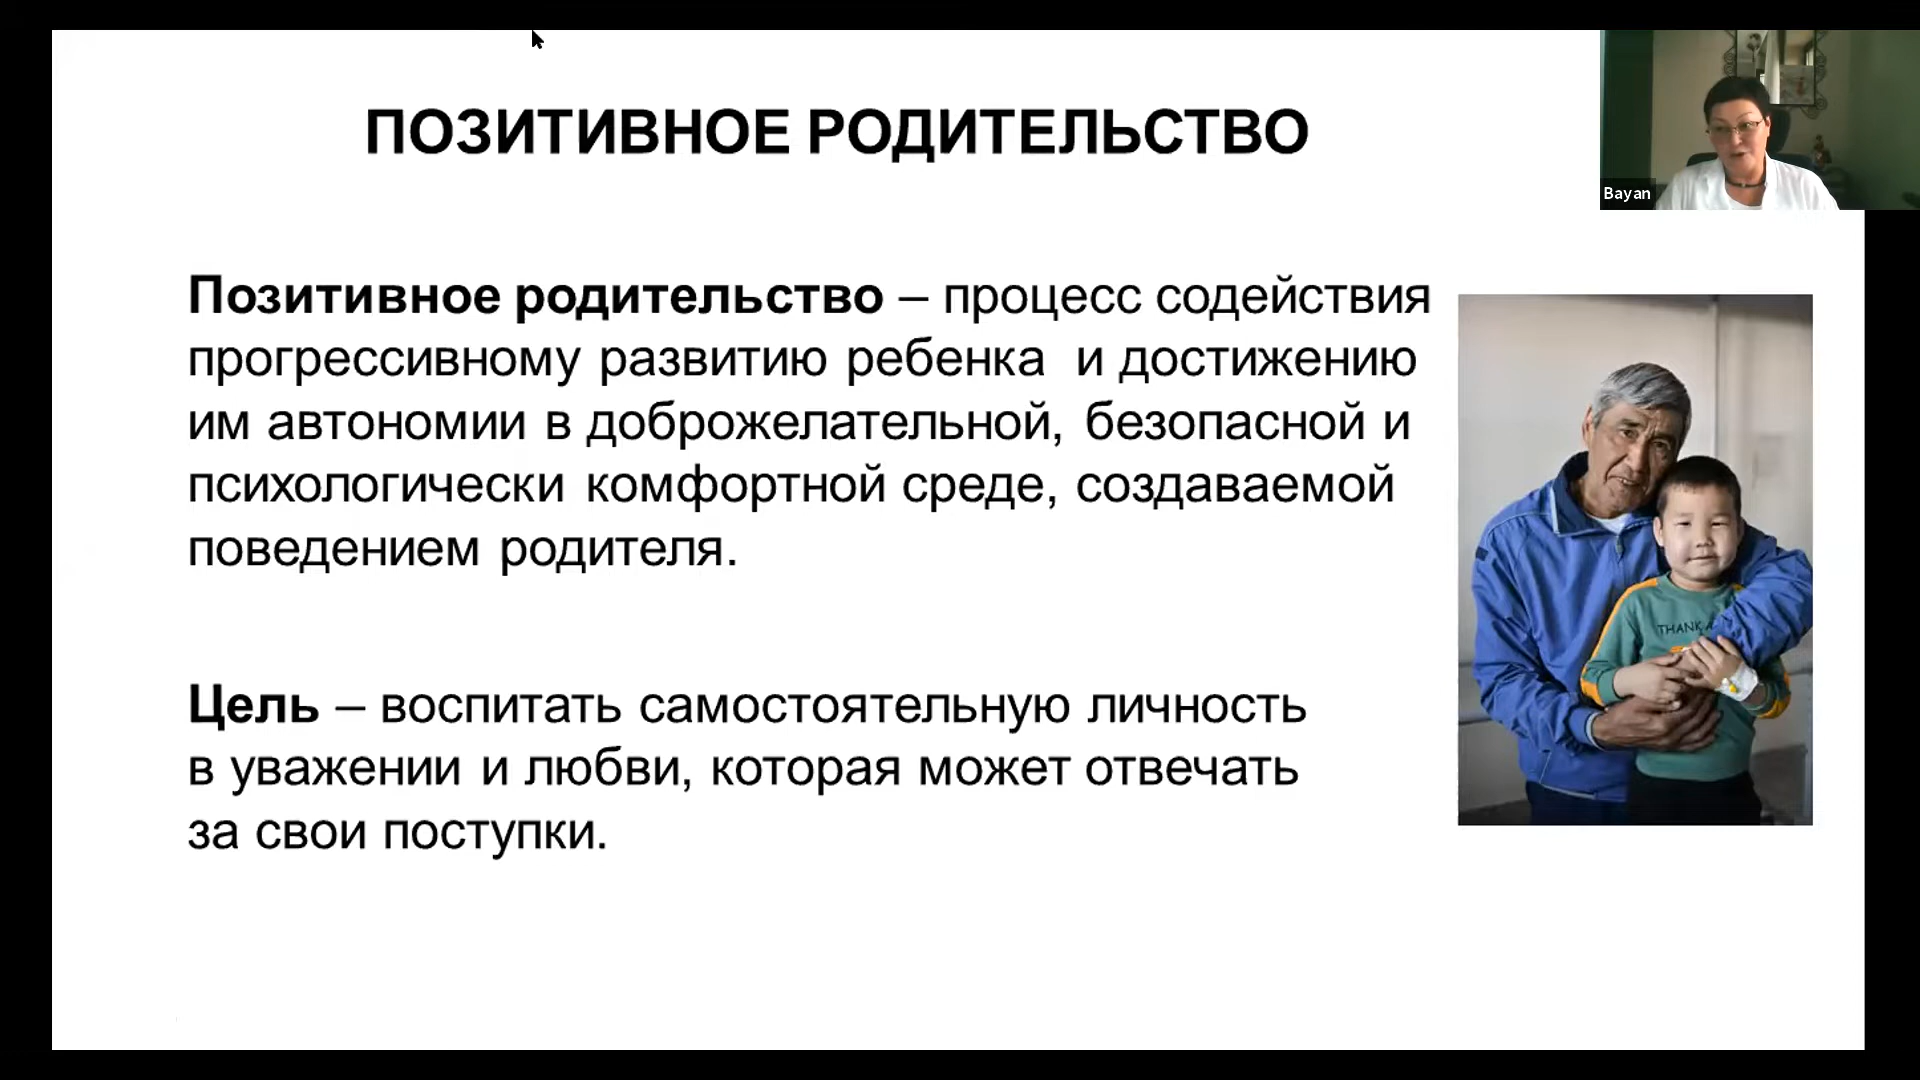 ПОЗИТИВНОЕ РОДИТЕЛЬСТВО
Bayan
Позитивное родительство – процесс содействия
прогрессивному развитию ребенка и достижению
им автономии в доброжелательной, безопасной и
психологически комфортной среде, создаваемой
поведением родителя.
THANK
Цель – воспитать самостоятельную личность
в уважении и любви, которая может отвечать
за свои поступки.